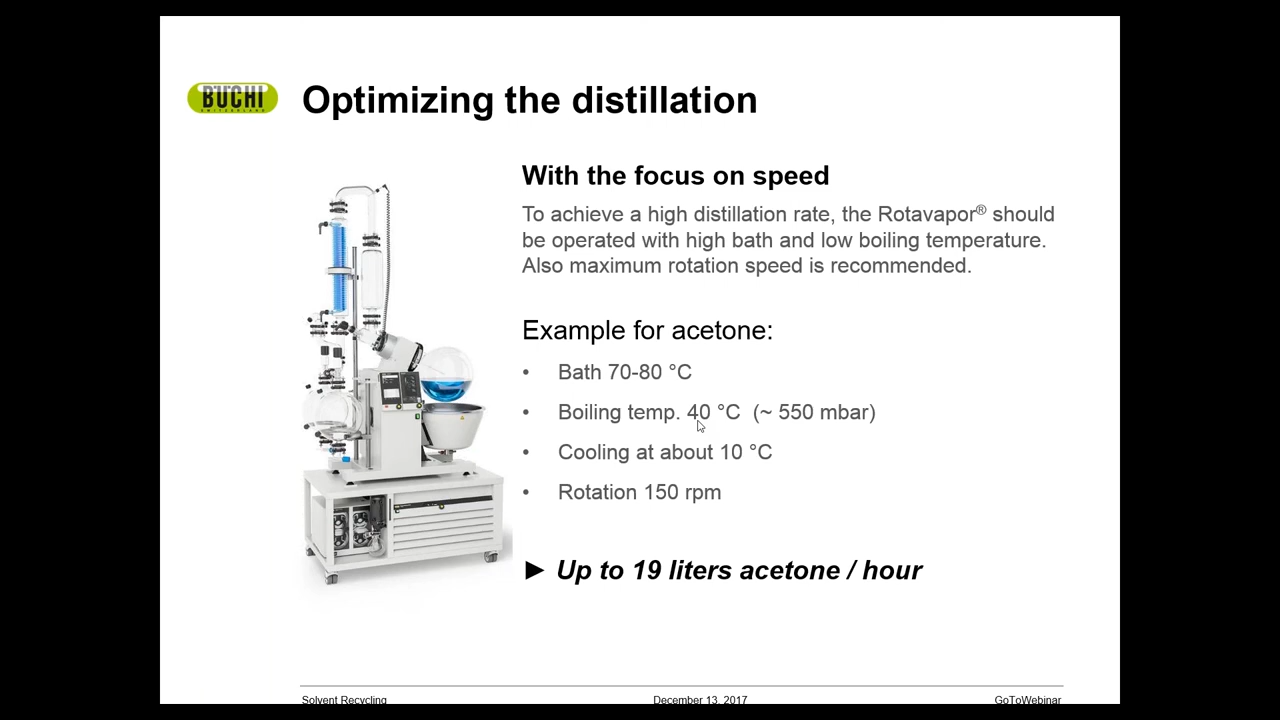 BUCHI
SWITZERLAND
Optimizing the distillation
With the focus on speed
To achieve a high distillation rate, the Rotavapor® should
be operated with high bath and low boiling temperature.
Also maximum rotation speed is recommended.
Example for acetone:
• Bath 70-80 °C
• Boiling temp. 40 °C (~ 550 mbar)
• Cooling at about 10 °C
• Rotation 150 rpm
► Up to 19 liters acetone / hour
Solvent Recycling
December 13, 2017
GoToWebinar